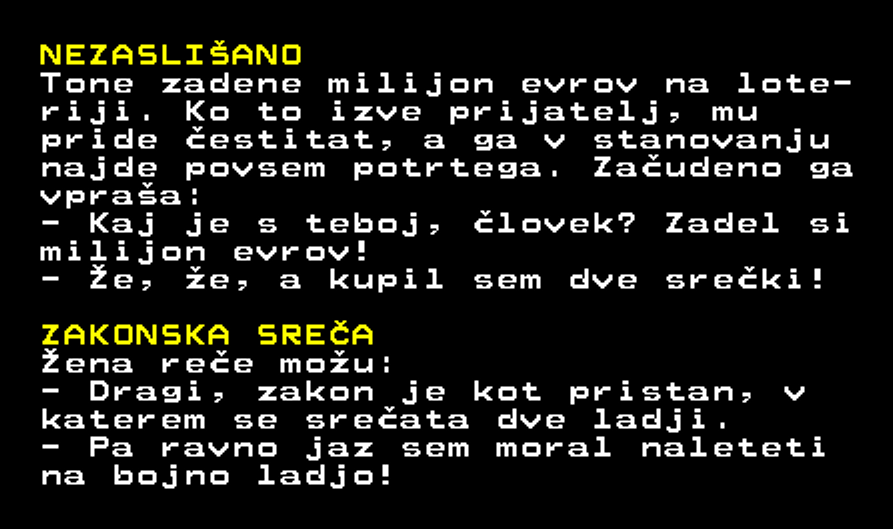 NEZASLIŠANO
Tone zadene milijon evrov na lote-
riji. Ko to izve prijatelj, mu
pride čestitat, a ga v stanovanju
najde povsem potrtega. Začudeno ga
vpraša:
- Kaj je s teboj, človek? Zadel si
milijon evrov!
- Že, že, a kupil sem dve srečki!
ZAKONSKA SREČA
Žena reče možu:
- Dragi, zakon je kot pristan, v
katerem se srečata dve ladji.
- Pa ravno jaz sem moral naleteti
na bojno ladjo!